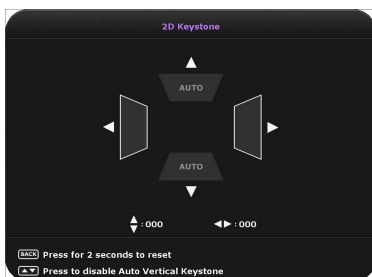 2D Keystone
AUTO
AUTO
: 000 : 000
BACK Press for 2 seconds to reset
Press to disable Auto Vertical Keystone